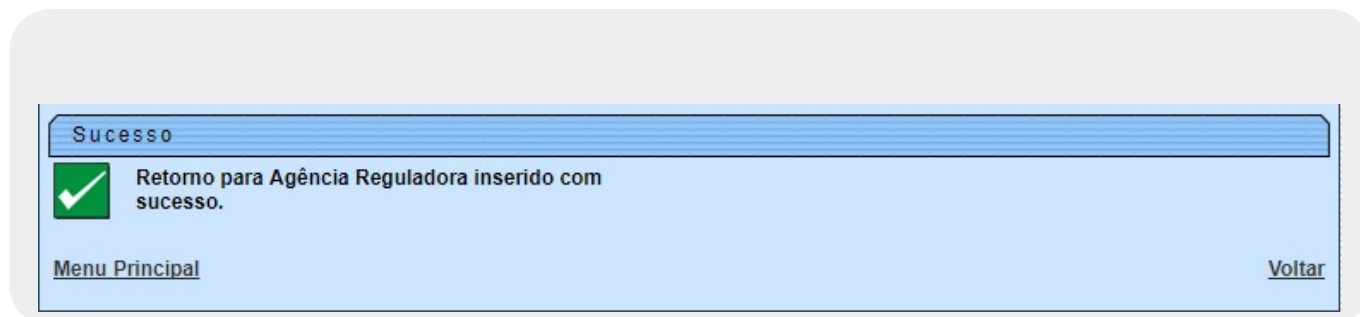 Sucesso
Retorno para Agência Reguladora inserido com
sucesso.
Menu Principal
Voltar